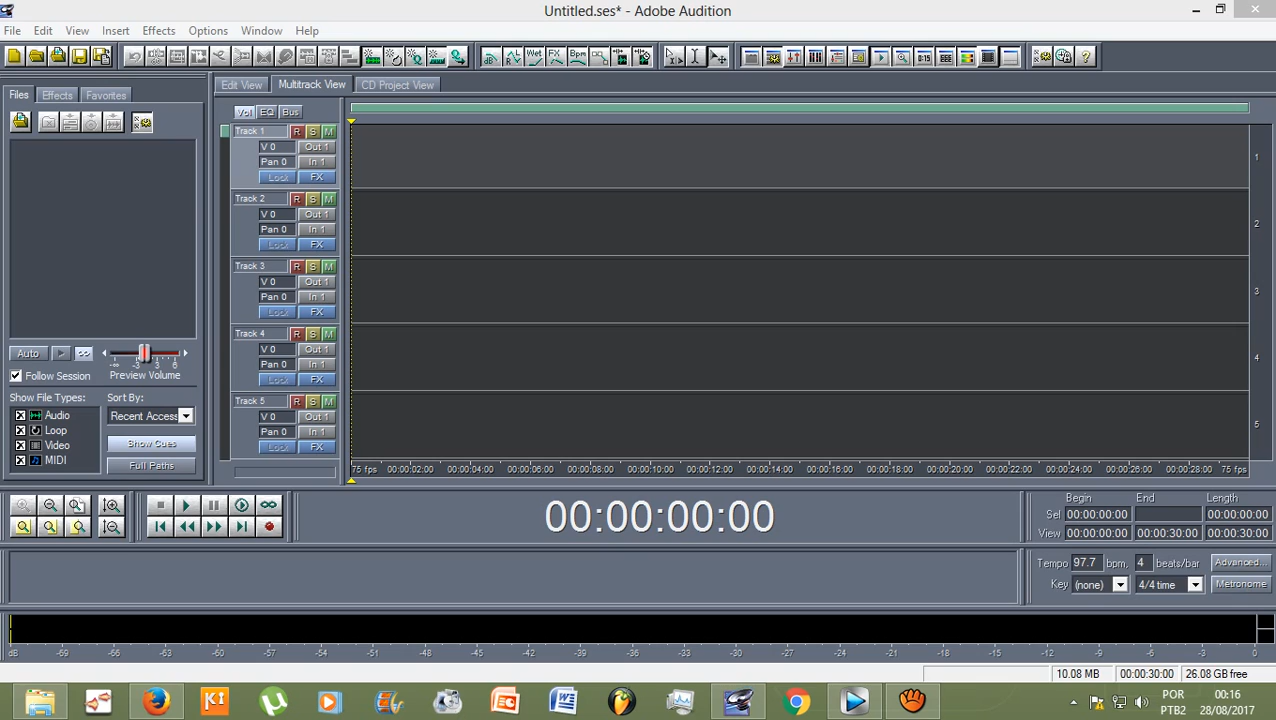 Untitled.ses* - Adobe Audition
File Edit View Insert Effects Options Window Help
Wet FX Bpm 0:15 ?
Edit View Multitrack View CD Project View
Files Effects Favorites
Vol EQ Bus
Track 1 R S M
V 0 Out 1
Pan 0 In 1
Lock FX
1
Track 2 R S M
V 0 Out 1
Pan 0 In 1
Lock FX
2
Track 3 R S M
V 0 Out 1
Pan 0 In 1
Lock FX
3
Track 4 R S M
V 0 Out 1
Pan 0 In 1
Lock FX
4
Track 5 R S M
V 0 Out 1
Pan 0 In 1
Lock FX
5
Auto
-∞ -3 3 6
Follow Session Preview Volume
Show File Types: Sort By:
Audio
Loop
Video
MIDI
Recent Access
Show Cues
Full Paths
75 fps 00:00:02:00 00:00:04:00 00:00:06:00 00:00:08:00 00:00:10:00 00:00:12:00 00:00:14:00 00:00:16:00 00:00:18:00 00:00:20:00 00:00:22:00 00:00:24:00 00:00:26:00 00:00:28:00 75 fps
00:00:00:00
Begin End Length
Sel 00:00:00:00 00:00:00:00
View 00:00:00:00 00:00:30:00 00:00:30:00
Tempo 97.7 bpm, 4 beats/bar Advanced...
Key (none) 4/4 time Metronome
dB -69 -66 -63 -60 -57 -54 -51 -48 -45 -42 -39 -36 -33 -30 -27 -24 -21 -18 -15 -12 -9 -6 -3 0
10.08 MB 00:00:30:00 26.08 GB free
Ki
POR 00:16
PTB2 28/08/2017